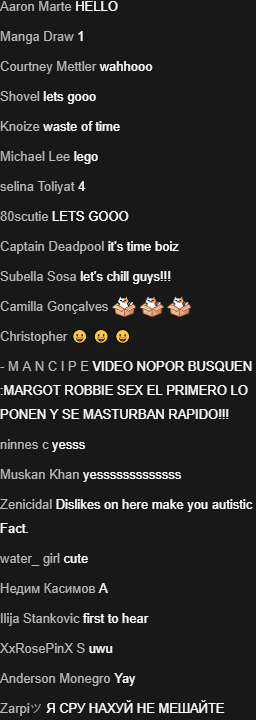 Aaron Marte HELLO
Manga Draw 1
Courtney Mettler wahhooo
Shovel lets gooo
Knoize waste of time
Michael Lee lego
selina Toliyat 4
80scutie LETS GOOO
Captain Deadpool it's time boiz
Subella Sosa let's chill guys!!!
Camilla Gonçalves
Christopher 😀 😀 😀
- M A N C I P E VIDEO NOPOR BUSQUEN
:MARGOT ROBBIE SEX EL PRIMERO LO
PONEN Y SE MASTURBAN RAPIDO!!!
ninnes c yesss
Muskan Khan yesssssssssssss
Zenicidal Dislikes on here make you autistic
Fact.
water_ girl cute
Недим Касимов А
Ilija Stankovic first to hear
XxRosePinX S uwu
Anderson Monegro Yay
Zarpiツ Я СРУ НАХУЙ НЕ МЕШАЙТЕ